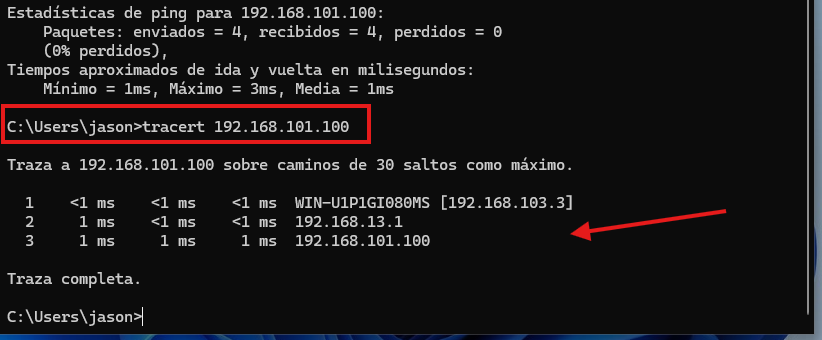 Estadísticas de ping para 192.168.101.100:
    Paquetes: enviados = 4, recibidos = 4, perdidos = 0
    (0% perdidos),
Tiempos aproximados de ida y vuelta en milisegundos:
    Mínimo = 1ms, Máximo = 3ms, Media = 1ms
C:\Users\jason>tracert 192.168.101.100
Traza a 192.168.101.100 sobre caminos de 30 saltos como máximo.
  1    <1 ms    <1 ms    <1 ms  WIN-U1P1GI080MS [192.168.103.3]
  2     1 ms    <1 ms    <1 ms  192.168.13.1
  3     1 ms     1 ms     1 ms  192.168.101.100
Traza completa.
C:\Users\jason>